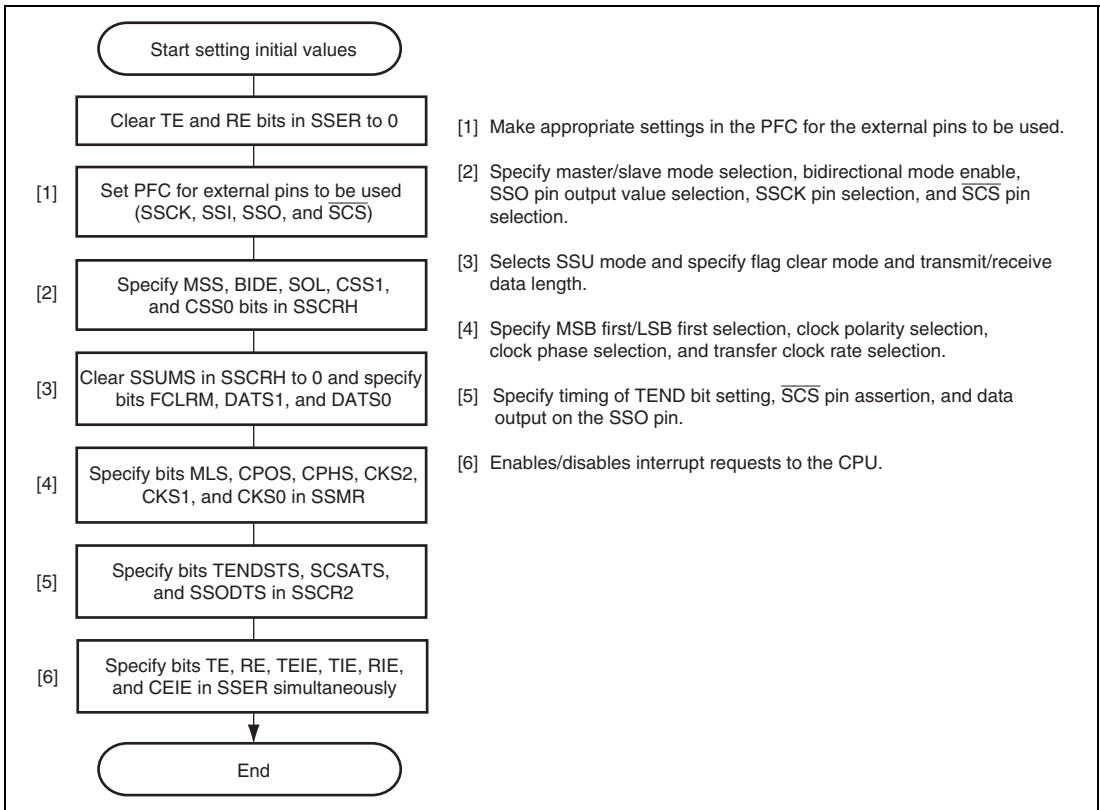 Start setting initial values
Clear TE and RE bits in SSER to 0
[1]
Set PFC for external pins to be used
(SSCK, SSI, SSO, and S̅C̅S̅)
[2]
Specify MSS, BIDE, SOL, CSS1,
and CSS0 bits in SSCRH
[3]
Clear SSUMS in SSCRH to 0 and specify
bits FCLRM, DATS1, and DATS0
[4]
Specify bits MLS, CPOS, CPHS, CKS2,
CKS1, and CKS0 in SSMR
[5]
Specify bits TENDSTS, SCSATS,
and SSODTS in SSCR2
[6]
Specify bits TE, RE, TEIE, TIE, RIE,
and CEIE in SSER simultaneously
End
[1] Make appropriate settings in the PFC for the external pins to be used.
[2] Specify master/slave mode selection, bidirectional mode enable,
SSO pin output value selection, SSCK pin selection, and S̅C̅S̅ pin
selection.
[3] Selects SSU mode and specify flag clear mode and transmit/receive
data length.
[4] Specify MSB first/LSB first selection, clock polarity selection,
clock phase selection, and transfer clock rate selection.
[5] Specify timing of TEND bit setting, S̅C̅S̅ pin assertion, and data
output on the SSO pin.
[6] Enables/disables interrupt requests to the CPU.